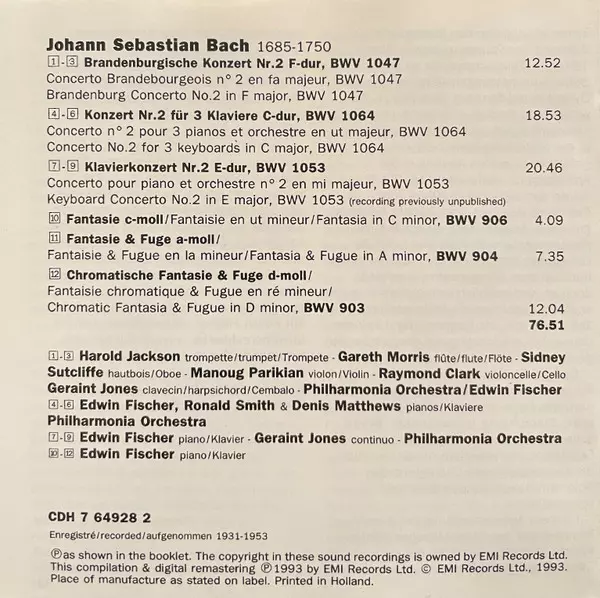 Johann Sebastian Bach 1685-1750
1-3 Brandenburgische Konzert Nr.2 F-dur, BWV 1047 12.52
Concerto Brandebourgeois n° 2 en fa majeur, BWV 1047
Brandenburg Concerto No.2 in F major, BWV 1047
4-6 Konzert Nr.2 für 3 Klaviere C-dur, BWV 1064 18.53
Concerto n° 2 pour 3 pianos et orchestre en ut majeur, BWV 1064
Concerto No.2 for 3 keyboards in C major, BWV 1064
7-9 Klavierkonzert Nr.2 E-dur, BWV 1053 20.46
Concerto pour piano et orchestre n° 2 en mi majeur, BWV 1053
Keyboard Concerto No.2 in E major, BWV 1053 (recording previously unpublished)
10 Fantasie c-moll/Fantaisie en ut mineur/Fantasia in C minor, BWV 906 4.09
11 Fantasie & Fuge a-moll/
Fantaisie & Fugue en la mineur/Fantasia & Fugue in A minor, BWV 904 7.35
12 Chromatische Fantasie & Fuge d-moll/
Fantaisie chromatique & Fugue en ré mineur/
Chromatic Fantasia & Fugue in D minor, BWV 903 12.04
76.51
1-3 Harold Jackson trompette/trumpet/Trompete - Gareth Morris flûte/flute/Flöte - Sidney
Sutcliffe hautbois/Oboe - Manoug Parikian violon/Violin - Raymond Clark violoncelle/Cello
Geraint Jones clavecin/harpsichord/Cembalo - Philharmonia Orchestra/Edwin Fischer
4-6 Edwin Fischer, Ronald Smith & Denis Matthews pianos/Klaviere
Philharmonia Orchestra
7-9 Edwin Fischer piano/Klavier - Geraint Jones continuo - Philharmonia Orchestra
10-12 Edwin Fischer piano/Klavier
CDH 7 64928 2
Enregistré/recorded/aufgenommen 1931-1953
℗as shown in the booklet. The copyright in these sound recordings is owned by EMI Records Ltd.
This compilation & digital remastering ℗1993 by EMI Records Ltd. © EMI Records Ltd., 1993.
Place of manufacture as stated on label. Printed in Holland.